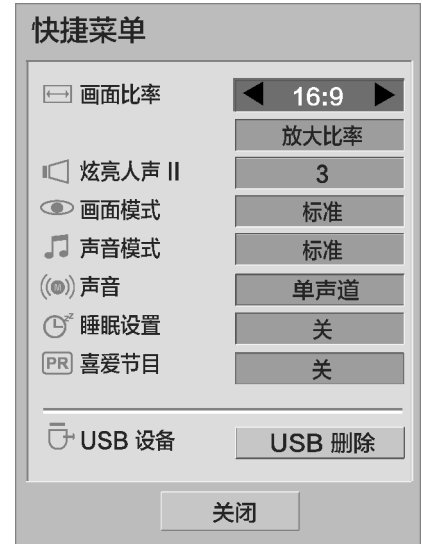 快捷菜单
画面比率 ◀ 16:9 ▶
放大比率
炫亮人声 II 3
画面模式 标准
声音模式 标准
((M)) 声音 单声道
睡眠设置 关
PR 喜爱节目 关
USB 设备 USB 删除
关闭